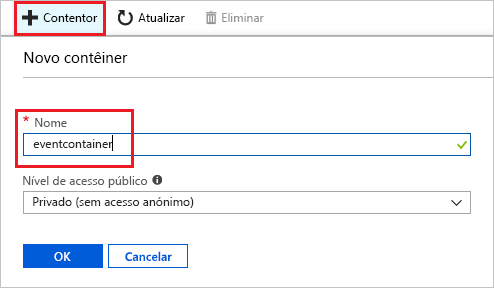 Contentor Atualizar Eliminar
Novo contêiner
* Nome
eventcontainer
Nível de acesso público
Privado (sem acesso anónimo)
OK Cancelar